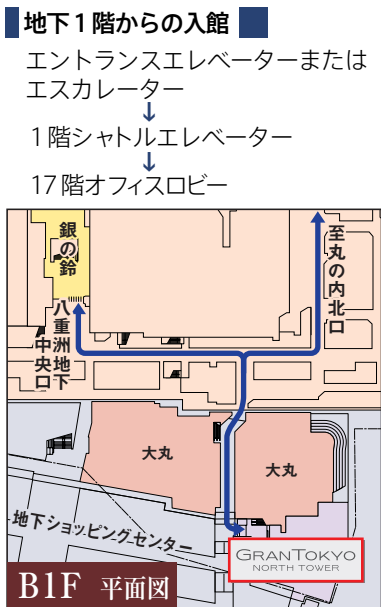 地下1階からの入館
エントランスエレベーターまたは
エスカレーター
↓
1階シャトルエレベーター
↓
17階オフィスロビー
銀の鈴
至丸の内北口
八重洲地下
中央口
大丸
大丸
地下ショッピングセンター
GRANTOKYO
NORTH TOWER
B1F 平面図